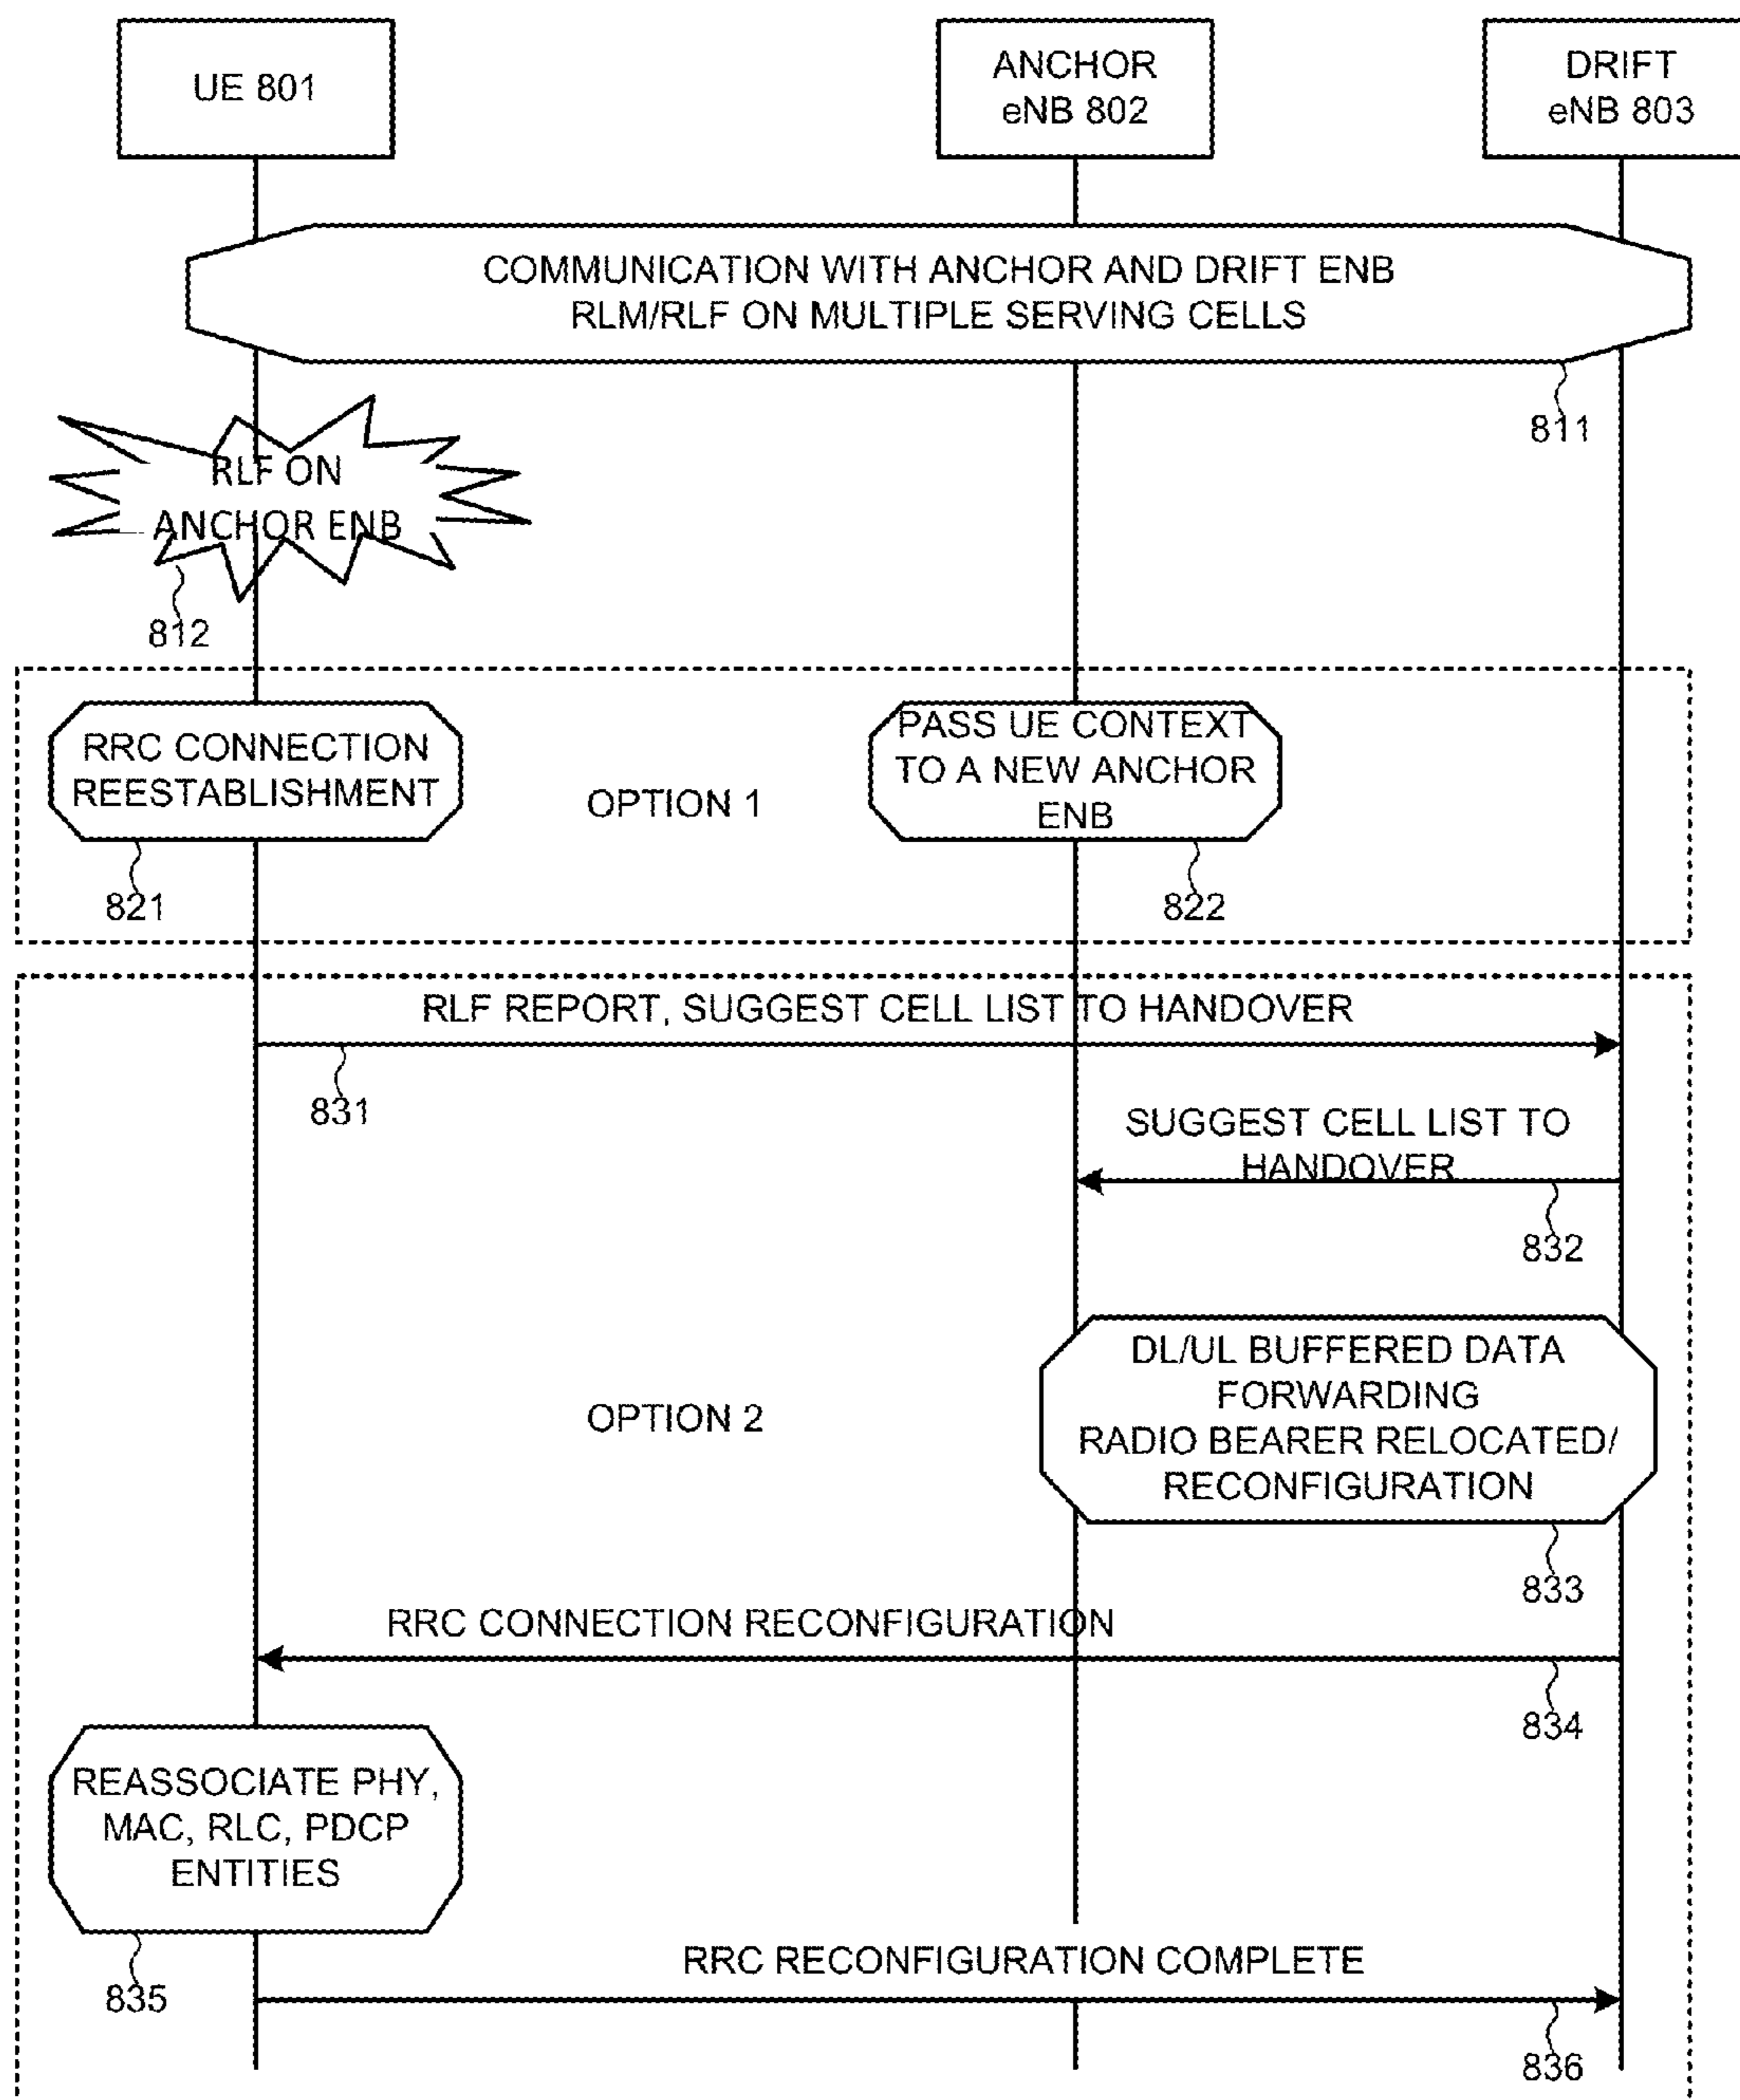 UE 801
ANCHOR
eNB 802
DRIFT
eNB 803
COMMUNICATION WITH ANCHOR AND DRIFT ENB
RLM/RLF ON MULTIPLE SERVING CELLS
811
RLF ON
ANCHOR ENB
812
RRC CONNECTION
REESTABLISHMENT
821
OPTION 1
PASS UE CONTEXT
TO A NEW ANCHOR
ENB
822
RLF REPORT, SUGGEST CELL LIST TO HANDOVER
831
SUGGEST CELL LIST TO
HANDOVER
832
OPTION 2
DL/UL BUFFERED DATA
FORWARDING
RADIO BEARER RELOCATED/
RECONFIGURATION
833
RRC CONNECTION RECONFIGURATION
834
REASSOCIATE PHY,
MAC, RLC, PDCP
ENTITIES
835
RRC RECONFIGURATION COMPLETE
836